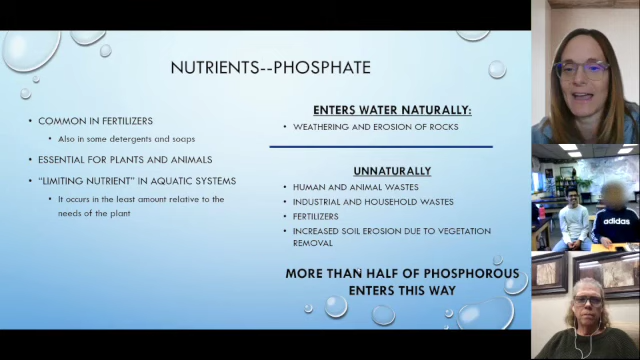 NUTRIENTS--PHOSPHATE
• COMMON IN FERTILIZERS
• Also in some detergents and soaps
• ESSENTIAL FOR PLANTS AND ANIMALS
• “LIMITING NUTRIENT” IN AQUATIC SYSTEMS
• It occurs in the least amount relative to the
needs of the plant
ENTERS WATER NATURALLY:
• WEATHERING AND EROSION OF ROCKS
UNNATURALLY
• HUMAN AND ANIMAL WASTES
• INDUSTRIAL AND HOUSEHOLD WASTES
• FERTILIZERS
• INCREASED SOIL EROSION DUE TO VEGETATION
REMOVAL
MORE THAN HALF OF PHOSPHOROUS
ENTERS THIS WAY
adidas